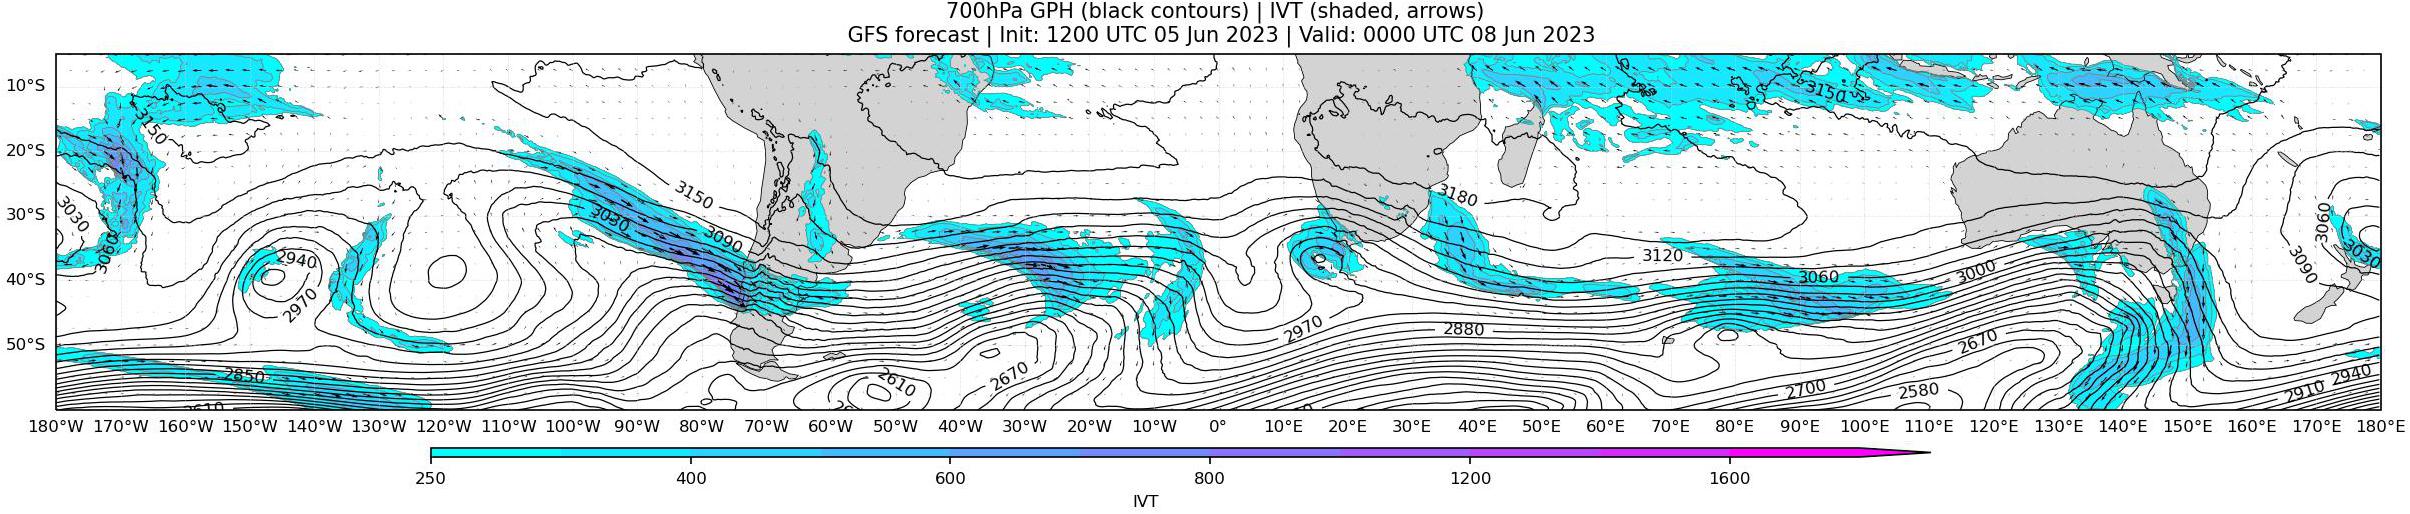 700hPa GPH (black contours) | IVT (shaded, arrows)
GFS forecast | Init: 1200 UTC 05 Jun 2023 | Valid: 0000 UTC 08 Jun 2023
10°S
20°S
30°S
40°S
50°S
3150
3030
3060
2940
2970
2850
2610
3030
3150
3090
2610
2670
3180
2970
2880
3120
3060
3150
3000
2670
2700
2580
3060
3090
3030
2910
2940
180°W 170°W 160°W 150°W 140°W 130°W 120°W 110°W 100°W 90°W 80°W 70°W 60°W 50°W 40°W 30°W 20°W 10°W 0° 10°E 20°E 30°E 40°E 50°E 60°E 70°E 80°E 90°E 100°E 110°E 120°E 130°E 140°E 150°E 160°E 170°E 180°E
250 400 600 800 1200 1600
IVT